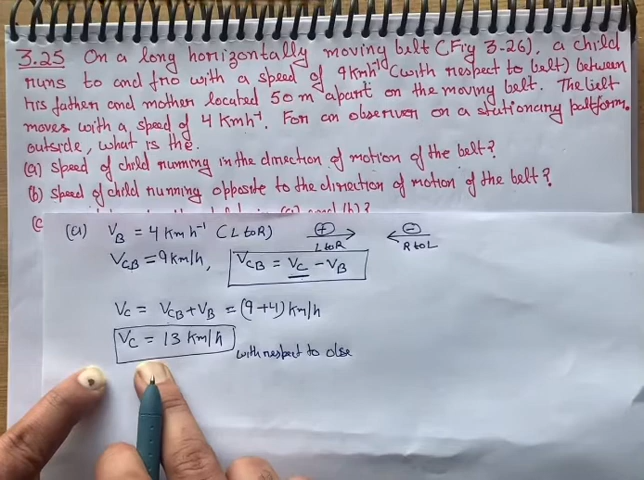 3.25 On a long horizontally moving belt (Fig 3.26), a child
runs to and fro with a speed of 9 Kmh⁻¹ (with respect to belt) between
his father and mother located 50 m apart on the moving belt. The belt
moves with a speed of 4 Kmh⁻¹. For an observer on a stationary paltform
outside, what is the.
(a) speed of child running in the direction of motion of the belt?
(b) speed of child running opposite to the direction of motion of the belt?
(a) V_B = 4 Km h⁻¹ (L to R) (+) L to R (-) R to L
V_CB = 9 Km/h, V_CB = V_C - V_B
V_C = V_CB + V_B = (9+4) Km/h
V_C = 13 Km/h with respect to obse